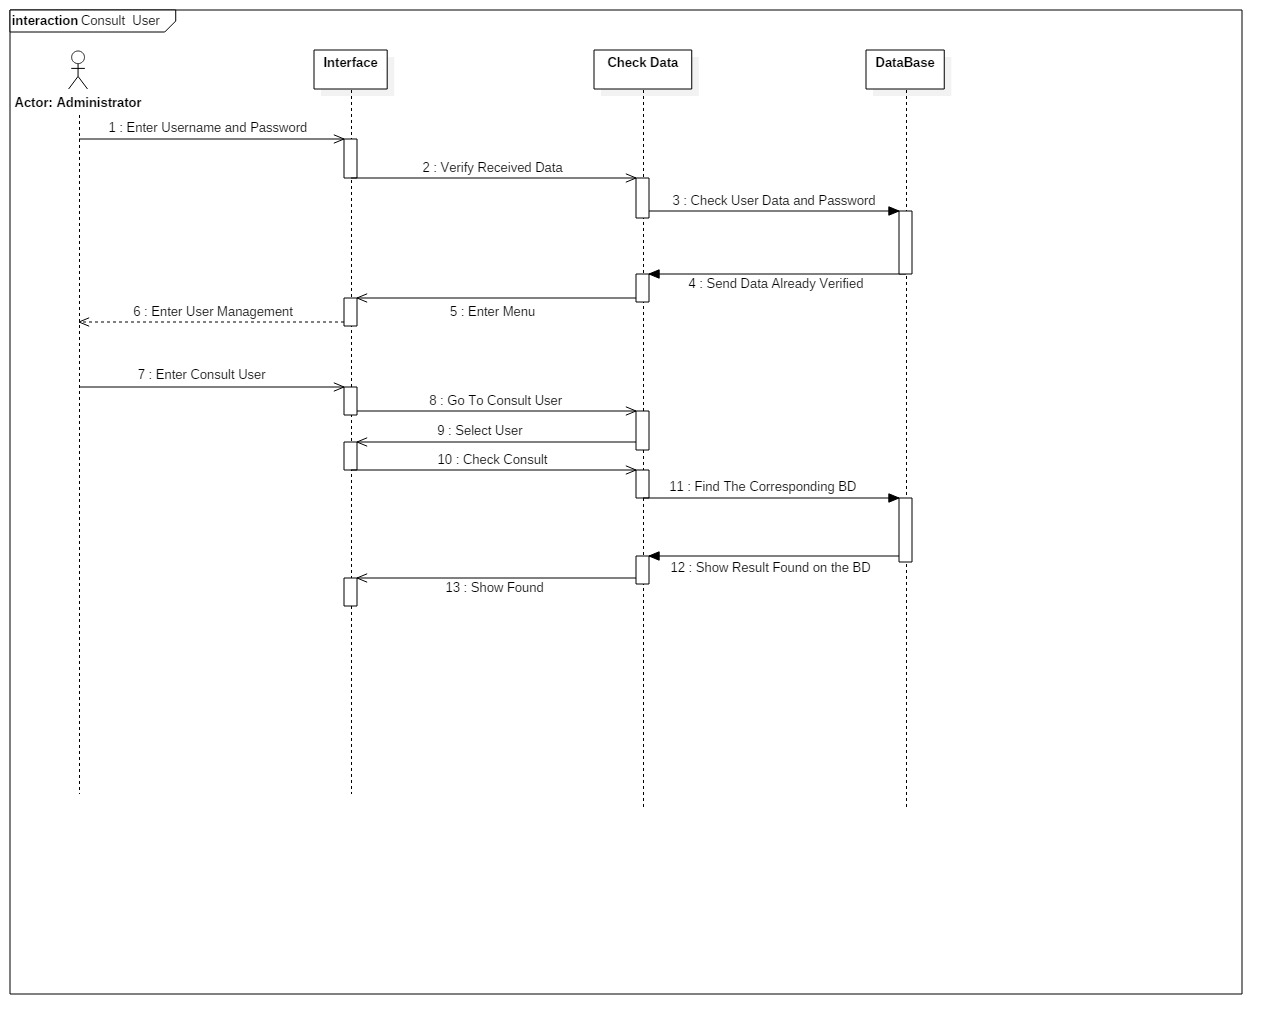 interaction Consult User
Interface
Check Data
DataBase
Actor: Administrator
1 : Enter Username and Password
2 : Verify Received Data
3 : Check User Data and Password
4 : Send Data Already Verified
5 : Enter Menu
6 : Enter User Management
7 : Enter Consult User
8 : Go To Consult User
9 : Select User
10 : Check Consult
11 : Find The Corresponding BD
12 : Show Result Found on the BD
13 : Show Found